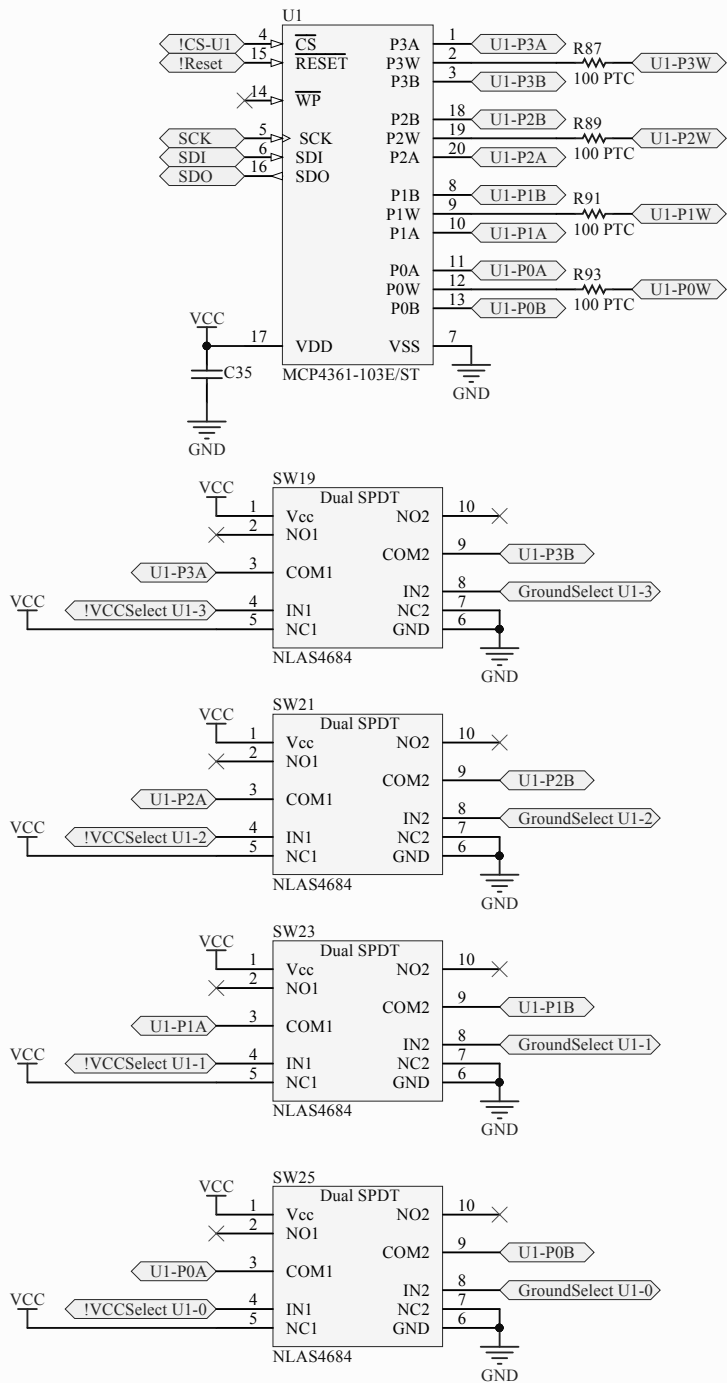 U1
!CS-U1 4 CS P3A 1 U1-P3A
!Reset 15 RESET P3W 2 R87 100 PTC U1-P3W
P3B 3 U1-P3B
14 WP
P2B 18 U1-P2B
SCK 5 SCK P2W 19 R89 100 PTC U1-P2W
SDI 6 SDI P2A 20 U1-P2A
SDO 16 SDO
P1B 8 U1-P1B
P1W 9 R91 100 PTC U1-P1W
P1A 10 U1-P1A
P0A 11 U1-P0A
P0W 12 R93 100 PTC U1-P0W
P0B 13 U1-P0B
VCC
17 VDD VSS 7
C35
MCP4361-103E/ST
GND
GND
SW19
VCC
Dual SPDT
1 Vcc NO2 10
2 NO1
COM2 9 U1-P3B
U1-P3A 3 COM1
IN2 8 GroundSelect U1-3
VCC
!VCCSelect U1-3 4 IN1 NC2 7
5 NC1 GND 6
NLAS4684
GND
SW21
VCC
Dual SPDT
1 Vcc NO2 10
2 NO1
COM2 9 U1-P2B
U1-P2A 3 COM1
IN2 8 GroundSelect U1-2
VCC
!VCCSelect U1-2 4 IN1 NC2 7
5 NC1 GND 6
NLAS4684
GND
SW23
VCC
Dual SPDT
1 Vcc NO2 10
2 NO1
COM2 9 U1-P1B
U1-P1A 3 COM1
IN2 8 GroundSelect U1-1
VCC
!VCCSelect U1-1 4 IN1 NC2 7
5 NC1 GND 6
NLAS4684
GND
SW25
VCC
Dual SPDT
1 Vcc NO2 10
2 NO1
COM2 9 U1-P0B
U1-P0A 3 COM1
IN2 8 GroundSelect U1-0
VCC
!VCCSelect U1-0 4 IN1 NC2 7
5 NC1 GND 6
NLAS4684
GND